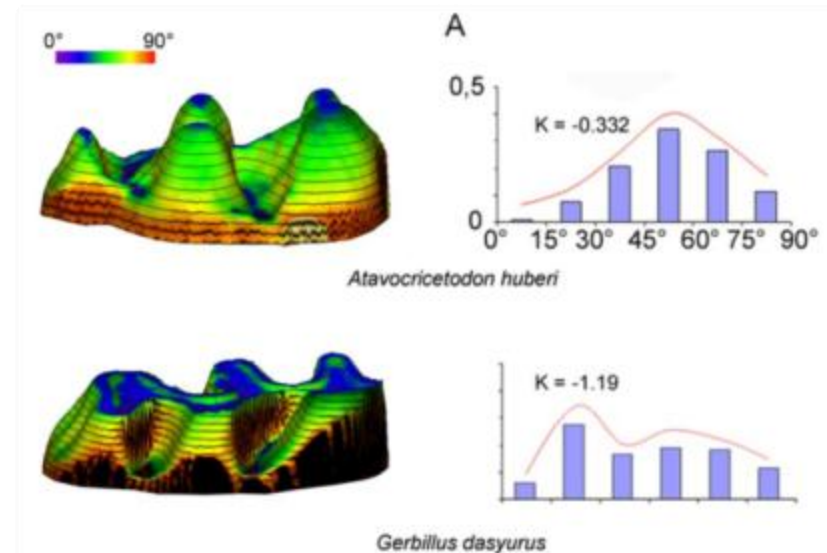 A
0° 90°
0,5
K = -0.332
0
0° 15° 30° 45° 60° 75° 90°
Atavocricetodon huberi
K = -1.19
Gerbillus dasyurus